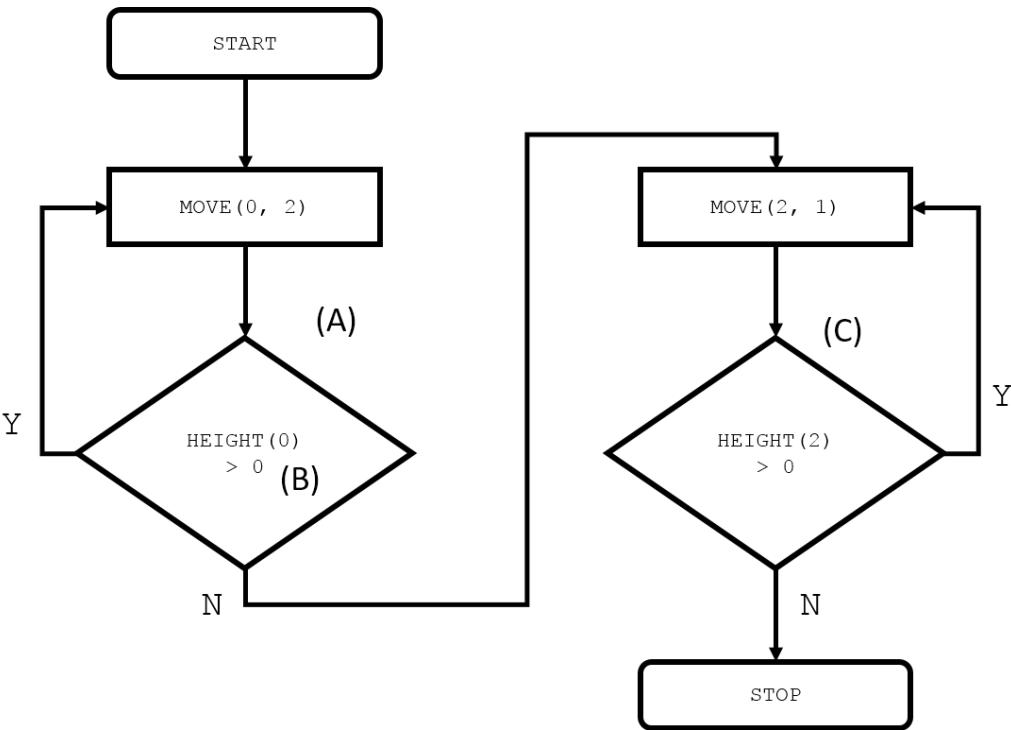 START
MOVE(0, 2)
(A)
Y
HEIGHT(0)
> 0
(B)
N
MOVE(2, 1)
(C)
Y
HEIGHT(2)
> 0
N
STOP